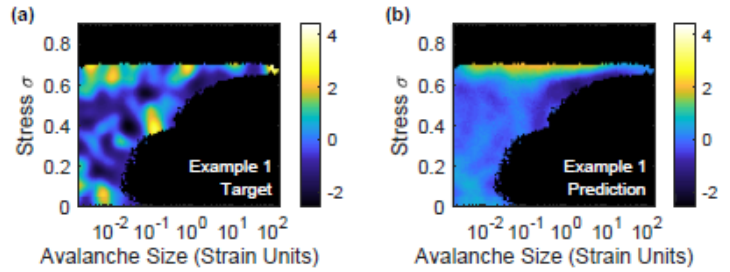 (a)
Stress σ
0.8
0.6
0.4
0.2
0
10^-2 10^-1 10^0 10^1 10^2
Avalanche Size (Strain Units)
Example 1
Target
4
2
0
-2
(b)
Stress σ
0.8
0.6
0.4
0.2
0
10^-2 10^-1 10^0 10^1 10^2
Avalanche Size (Strain Units)
Example 1
Prediction
4
2
0
-2